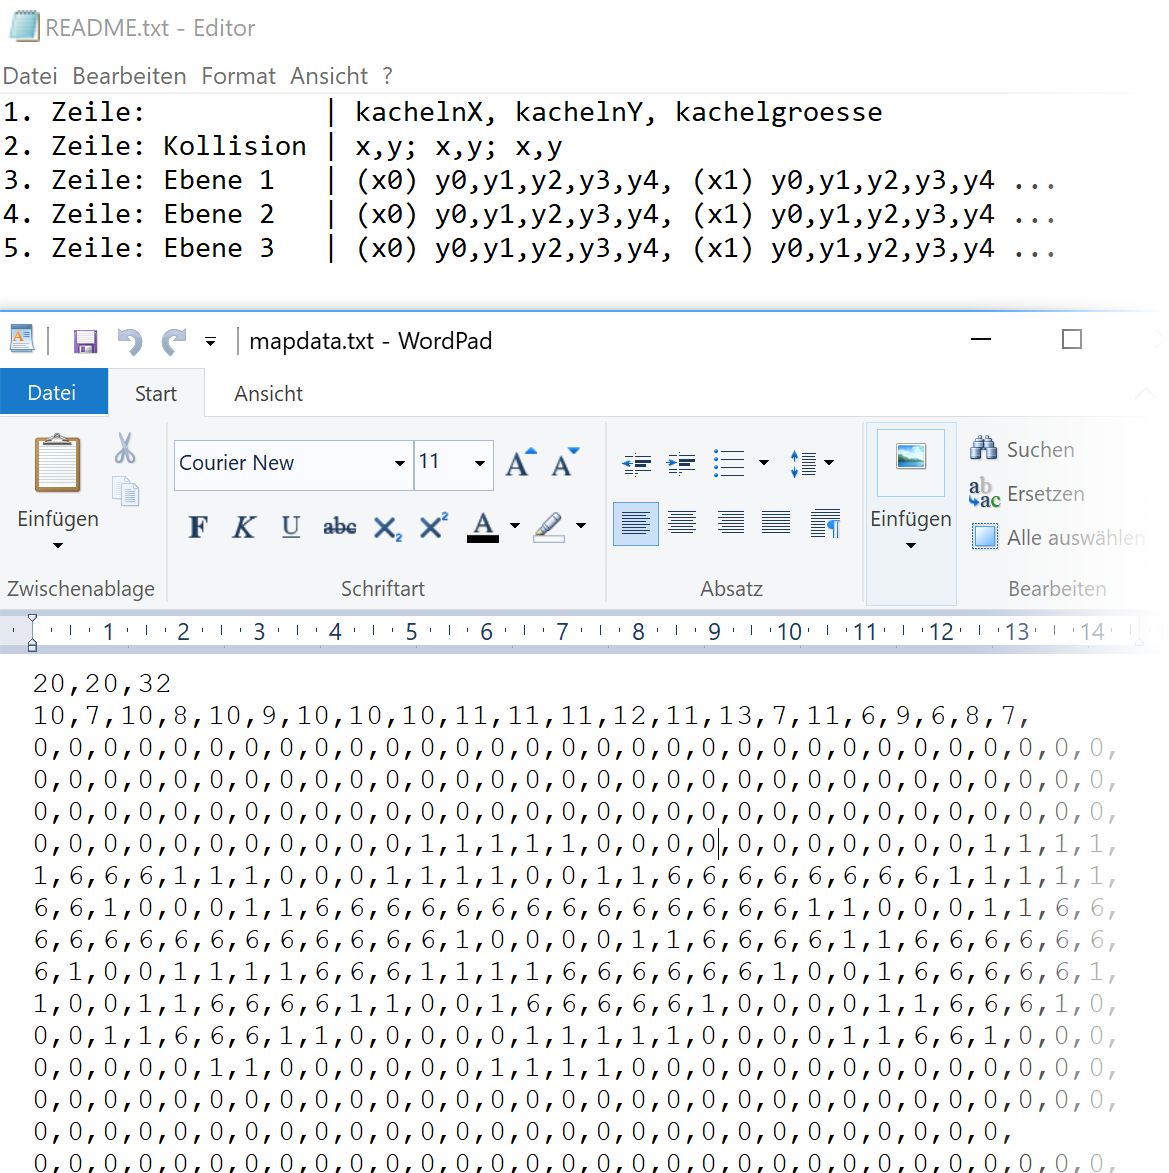 README.txt - Editor
Datei Bearbeiten Format Ansicht ?
1. Zeile: | kachelnX, kachelnY, kachelgroesse
2. Zeile: Kollision | x,y; x,y; x,y
3. Zeile: Ebene 1 | (x0) y0,y1,y2,y3,y4, (x1) y0,y1,y2,y3,y4 ...
4. Zeile: Ebene 2 | (x0) y0,y1,y2,y3,y4, (x1) y0,y1,y2,y3,y4 ...
5. Zeile: Ebene 3 | (x0) y0,y1,y2,y3,y4, (x1) y0,y1,y2,y3,y4 ...
mapdata.txt - WordPad
Datei Start Ansicht
Courier New 11
Einfügen
F K U abc X₂ X² A
Einfügen
Suchen
Ersetzen
Alle auswählen
Zwischenablage Schriftart Absatz Bearbeiten
1 2 3 4 5 6 7 8 9 10 11 12 13 14
20,20,32
10,7,10,8,10,9,10,10,10,11,11,11,12,11,13,7,11,6,9,6,8,7,
0,0,0,0,0,0,0,0,0,0,0,0,0,0,0,0,0,0,0,0,0,0,0,0,0,0,0,0,0,0,0,
0,0,0,0,0,0,0,0,0,0,0,0,0,0,0,0,0,0,0,0,0,0,0,0,0,0,0,0,0,0,0,
0,0,0,0,0,0,0,0,0,0,0,0,0,0,0,0,0,0,0,0,0,0,0,0,0,0,0,0,0,0,0,
0,0,0,0,0,0,0,0,0,0,0,1,1,1,1,1,0,0,0,0,0,0,0,0,0,0,0,1,1,1,1,
1,6,6,6,1,1,1,0,0,0,1,1,1,1,0,0,1,1,6,6,6,6,6,6,6,6,1,1,1,1,1,
6,6,1,0,0,0,1,1,6,6,6,6,6,6,6,6,6,6,6,6,6,6,1,1,0,0,0,1,1,6,6,
6,6,6,6,6,6,6,6,6,6,6,6,1,0,0,0,0,1,1,6,6,6,6,1,1,6,6,6,6,6,6,
6,1,0,0,1,1,1,1,6,6,6,1,1,1,1,6,6,6,6,6,6,1,0,0,1,6,6,6,6,6,1,
1,0,0,1,1,6,6,6,6,1,1,0,0,1,6,6,6,6,6,1,0,0,0,0,1,1,6,6,6,1,0,
0,0,1,1,6,6,6,1,1,0,0,0,0,0,1,1,1,1,1,0,0,0,0,1,1,6,6,1,0,0,0,
0,0,0,0,0,1,1,0,0,0,0,0,0,1,1,1,1,0,0,0,0,0,0,0,0,0,0,0,0,0,0,
0,0,0,0,0,0,0,0,0,0,0,0,0,0,0,0,0,0,0,0,0,0,0,0,0,0,0,0,0,0,0,
0,0,0,0,0,0,0,0,0,0,0,0,0,0,0,0,0,0,0,0,0,0,0,0,0,0,0,0,
0,0,0,0,0,0,0,0,0,0,0,0,0,0,0,0,0,0,0,0,0,0,0,0,0,0,0,0,0,0,0,